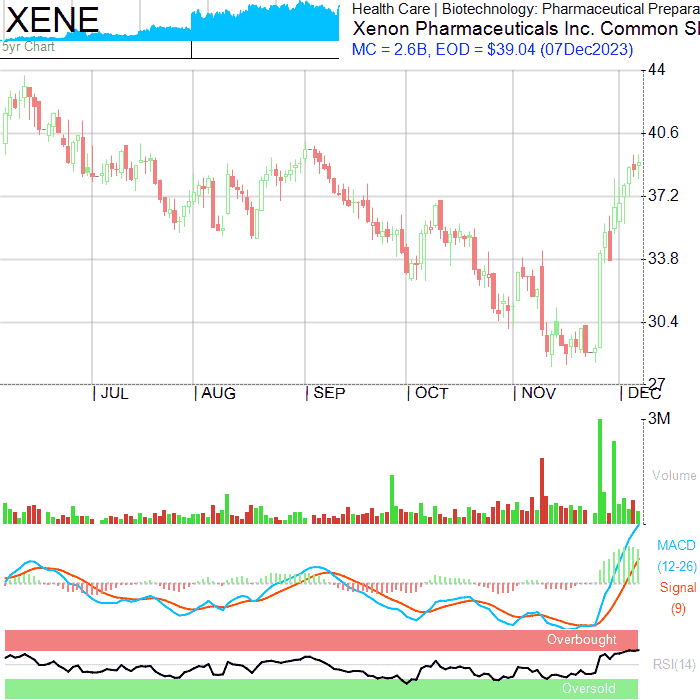 XENE
5yr Chart
Health Care | Biotechnology: Pharmaceutical Prepara
Xenon Pharmaceuticals Inc. Common Sh
MC = 2.6B, EOD = $39.04 (07Dec2023)
44
40.6
37.2
33.8
30.4
27
JUL AUG SEP OCT NOV DEC
3M
Volume
MACD
(12-26)
Signal
(9)
Overbought
RSI(14)
Oversold